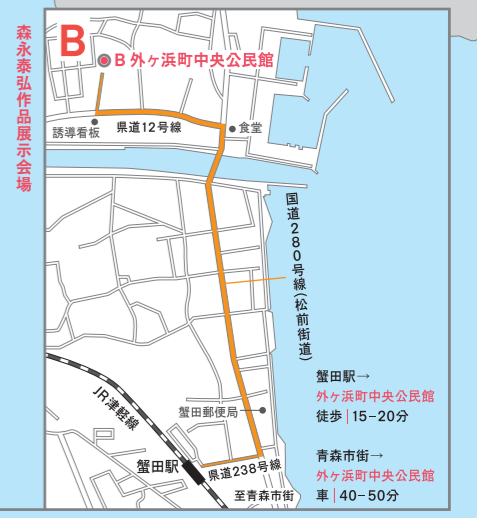 森永泰弘作品展示会場
B
B 外ヶ浜町中央公民館
誘導看板
県道12号線
食堂
国道280号線(松前街道)
蟹田駅→
外ヶ浜町中央公民館
徒歩|15−20分
蟹田郵便局
JR津軽線
青森市街→
外ヶ浜町中央公民館
車|40−50分
蟹田駅
県道238号線
至青森市街